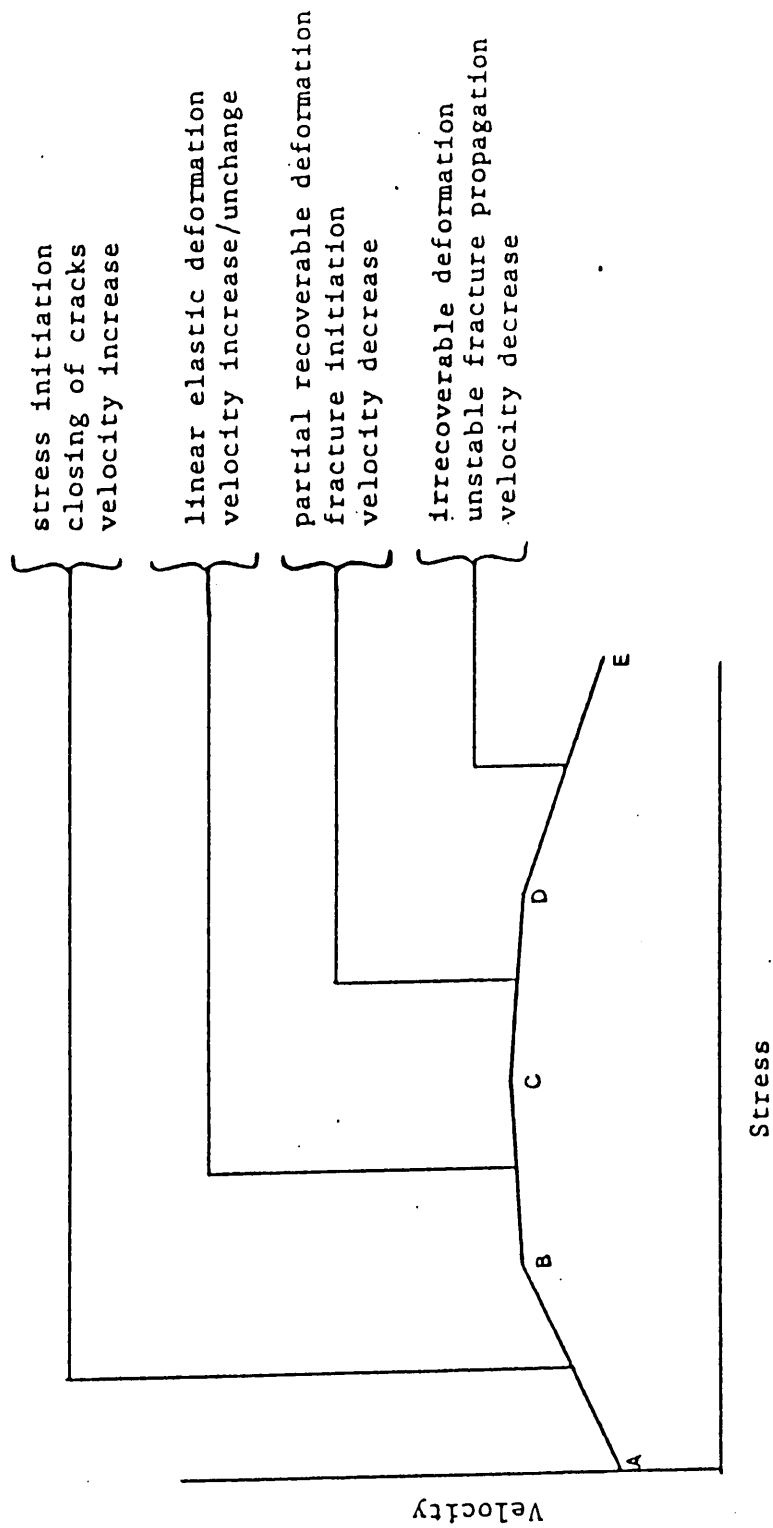 stress initiation
closing of cracks
velocity increase
linear elastic deformation
velocity increase/unchange
partial recoverable deformation
fracture initiation
velocity decrease
irrecoverable deformation
unstable fracture propagation
velocity decrease
Velocity
A
B
C
D
E
Stress